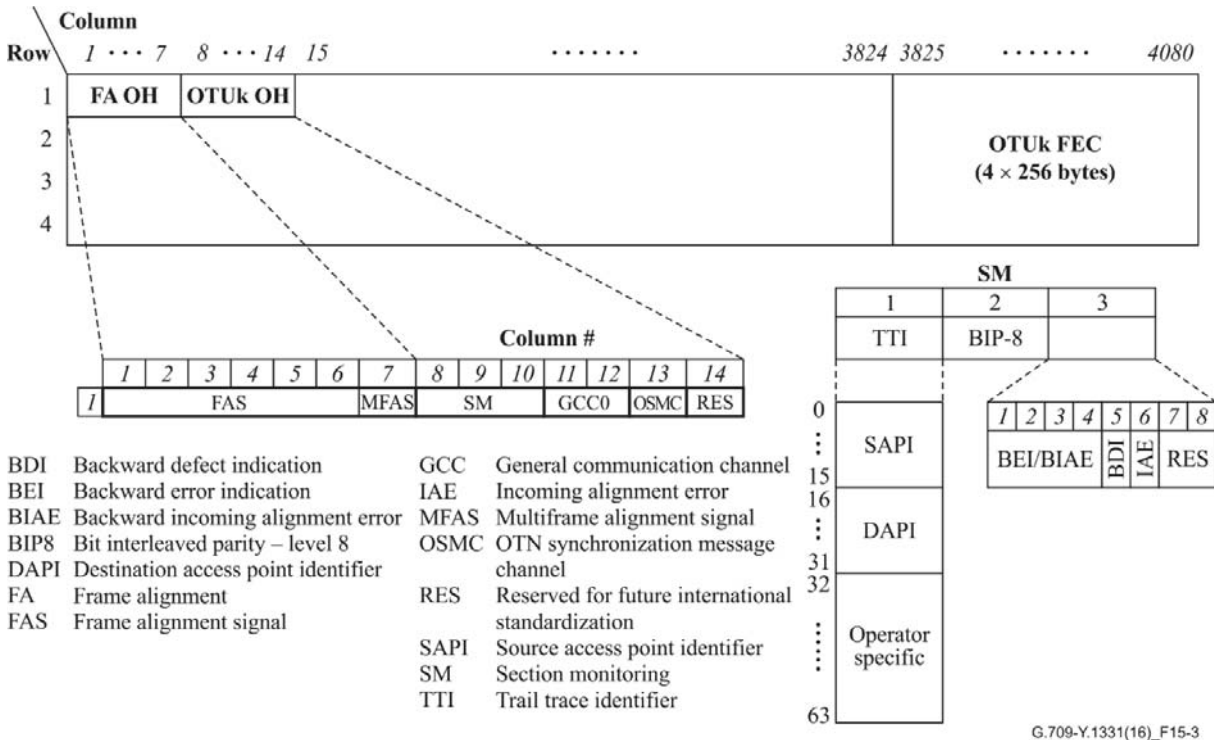 Column
Row 1 ··· 7 8 ··· 14 15 ······· 3824 3825 ······· 4080
1 FA OH OTUk OH
2
3
4
OTUk FEC
(4 × 256 bytes)
SM
1 2 3
TTI BIP-8
Column #
1 2 3 4 5 6 7 8 9 10 11 12 13 14
1 FAS MFAS SM GCC0 OSMC RES
0
15
SAPI
16
31
DAPI
32
63
Operator
specific
1 2 3 4 5 6 7 8
BEI/BIAE BDI IAE RES
BDI Backward defect indication
BEI Backward error indication
BIAE Backward incoming alignment error
BIP8 Bit interleaved parity – level 8
DAPI Destination access point identifier
FA Frame alignment
FAS Frame alignment signal
GCC General communication channel
IAE Incoming alignment error
MFAS Multiframe alignment signal
OSMC OTN synchronization message
channel
RES Reserved for future international
standardization
SAPI Source access point identifier
SM Section monitoring
TTI Trail trace identifier
G.709-Y.1331(16)_F15-3